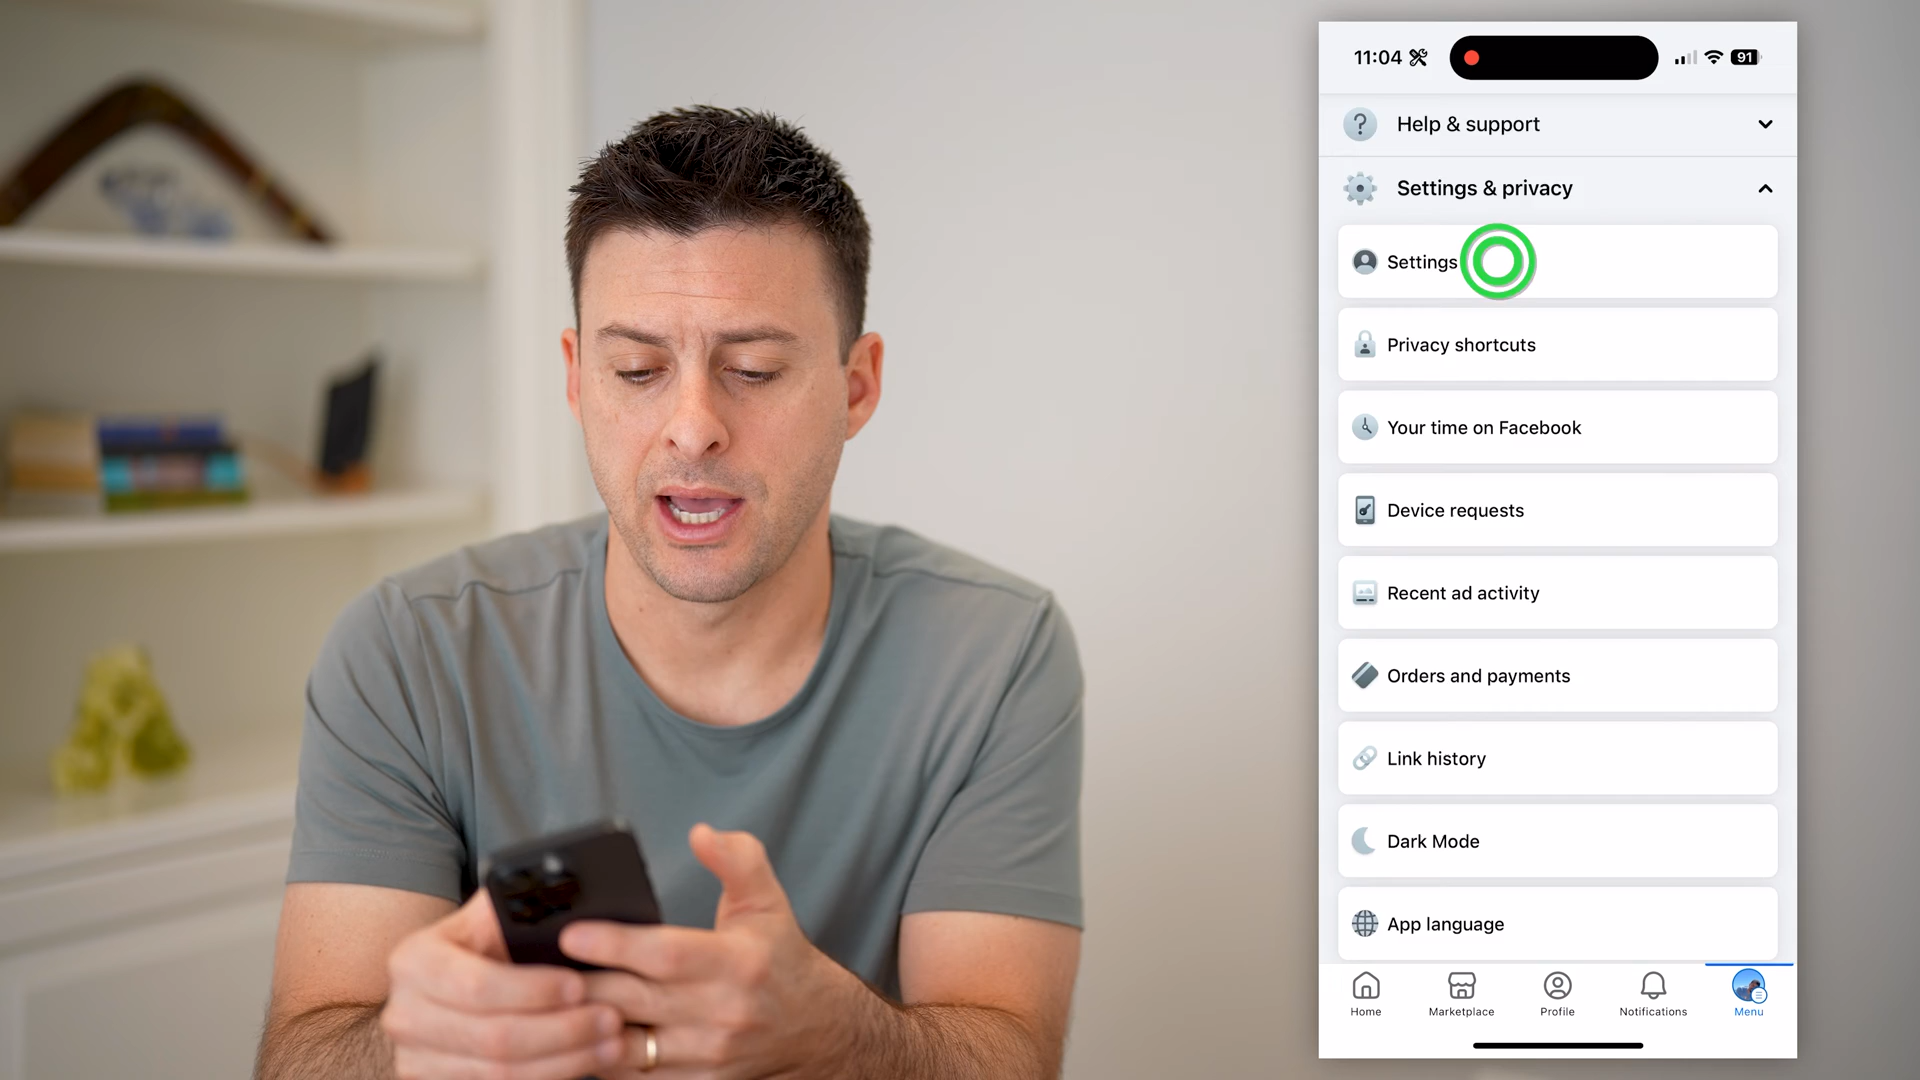 11:04
91
Help & support
Settings & privacy
Settings
Privacy shortcuts
Your time on Facebook
Device requests
Recent ad activity
Orders and payments
Link history
Dark Mode
App language
Home
Marketplace
Profile
Notifications
Menu